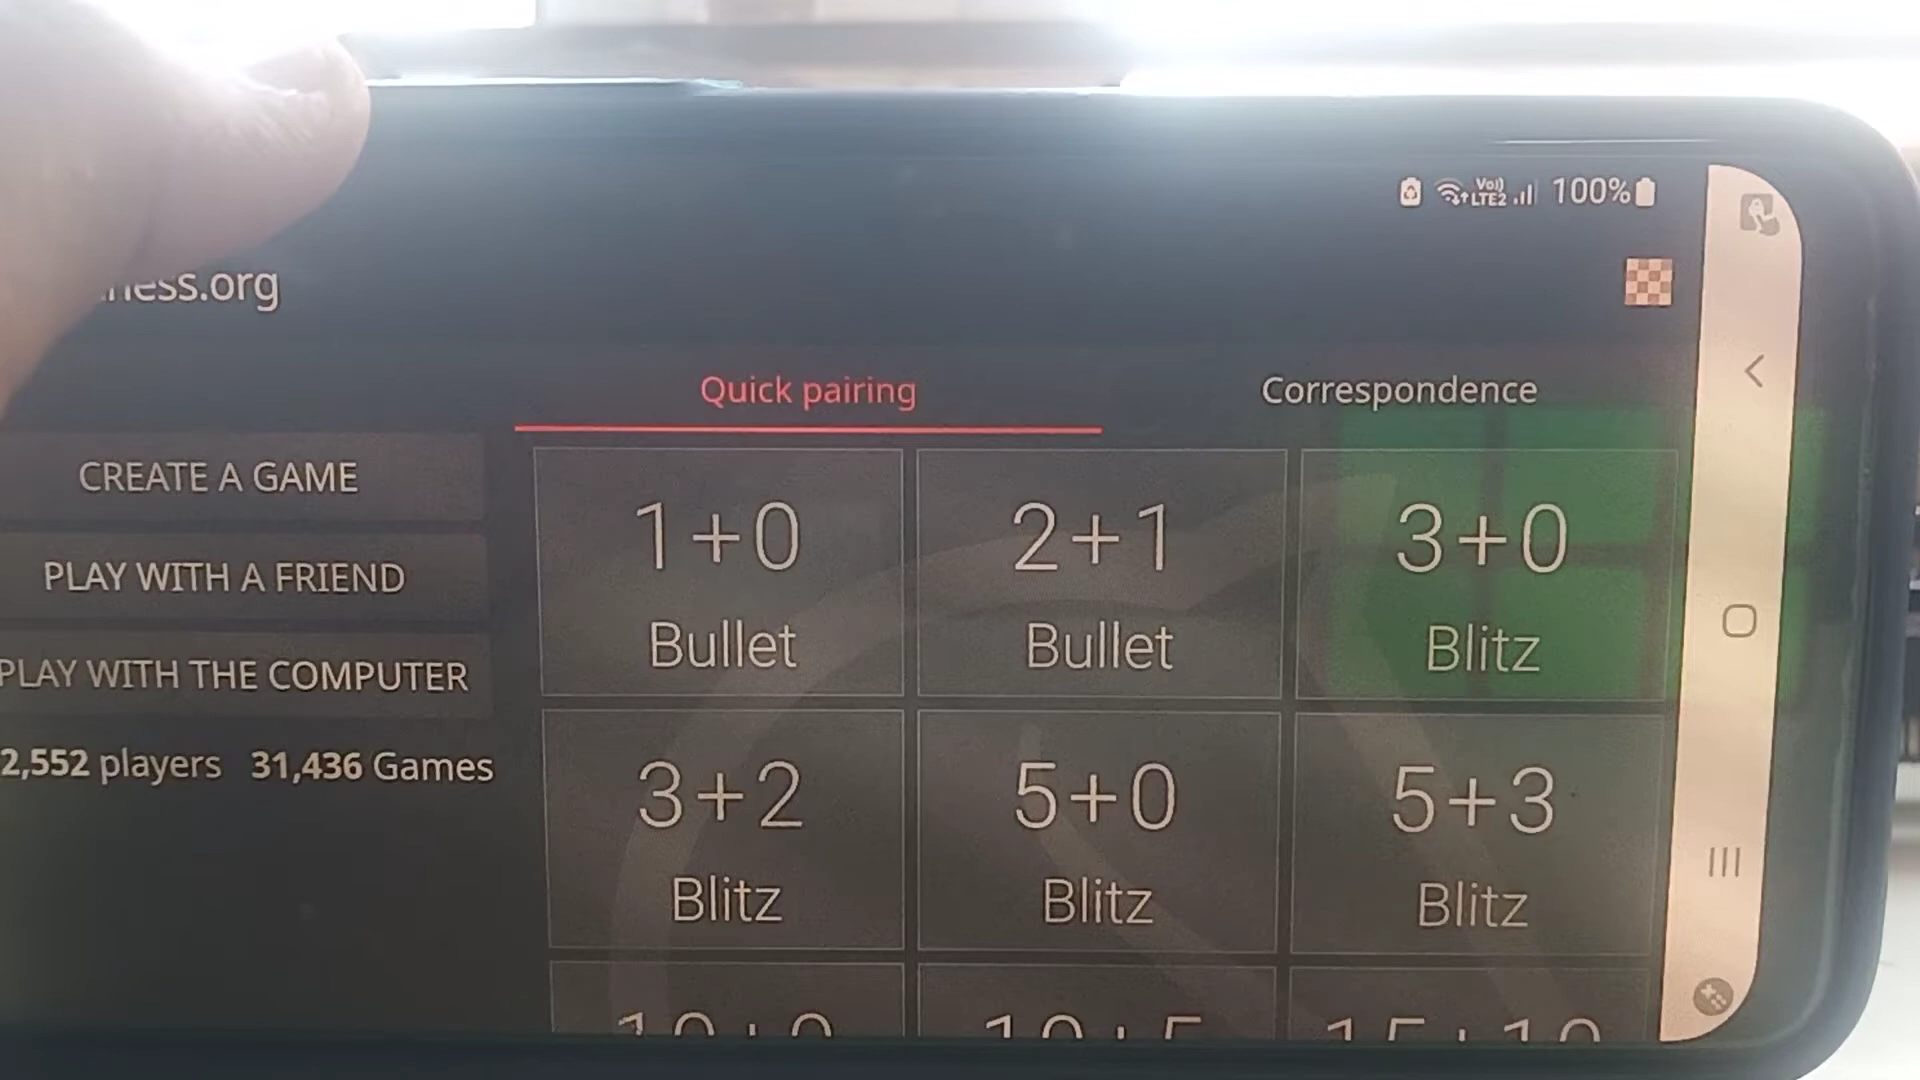 Vo))
LTE2
100%
ess.org
Quick pairing
Correspondence
CREATE A GAME
PLAY WITH A FRIEND
PLAY WITH THE COMPUTER
2,552 players 31,436 Games
1+0
Bullet
2+1
Bullet
3+0
Blitz
3+2
Blitz
5+0
Blitz
5+3
Blitz